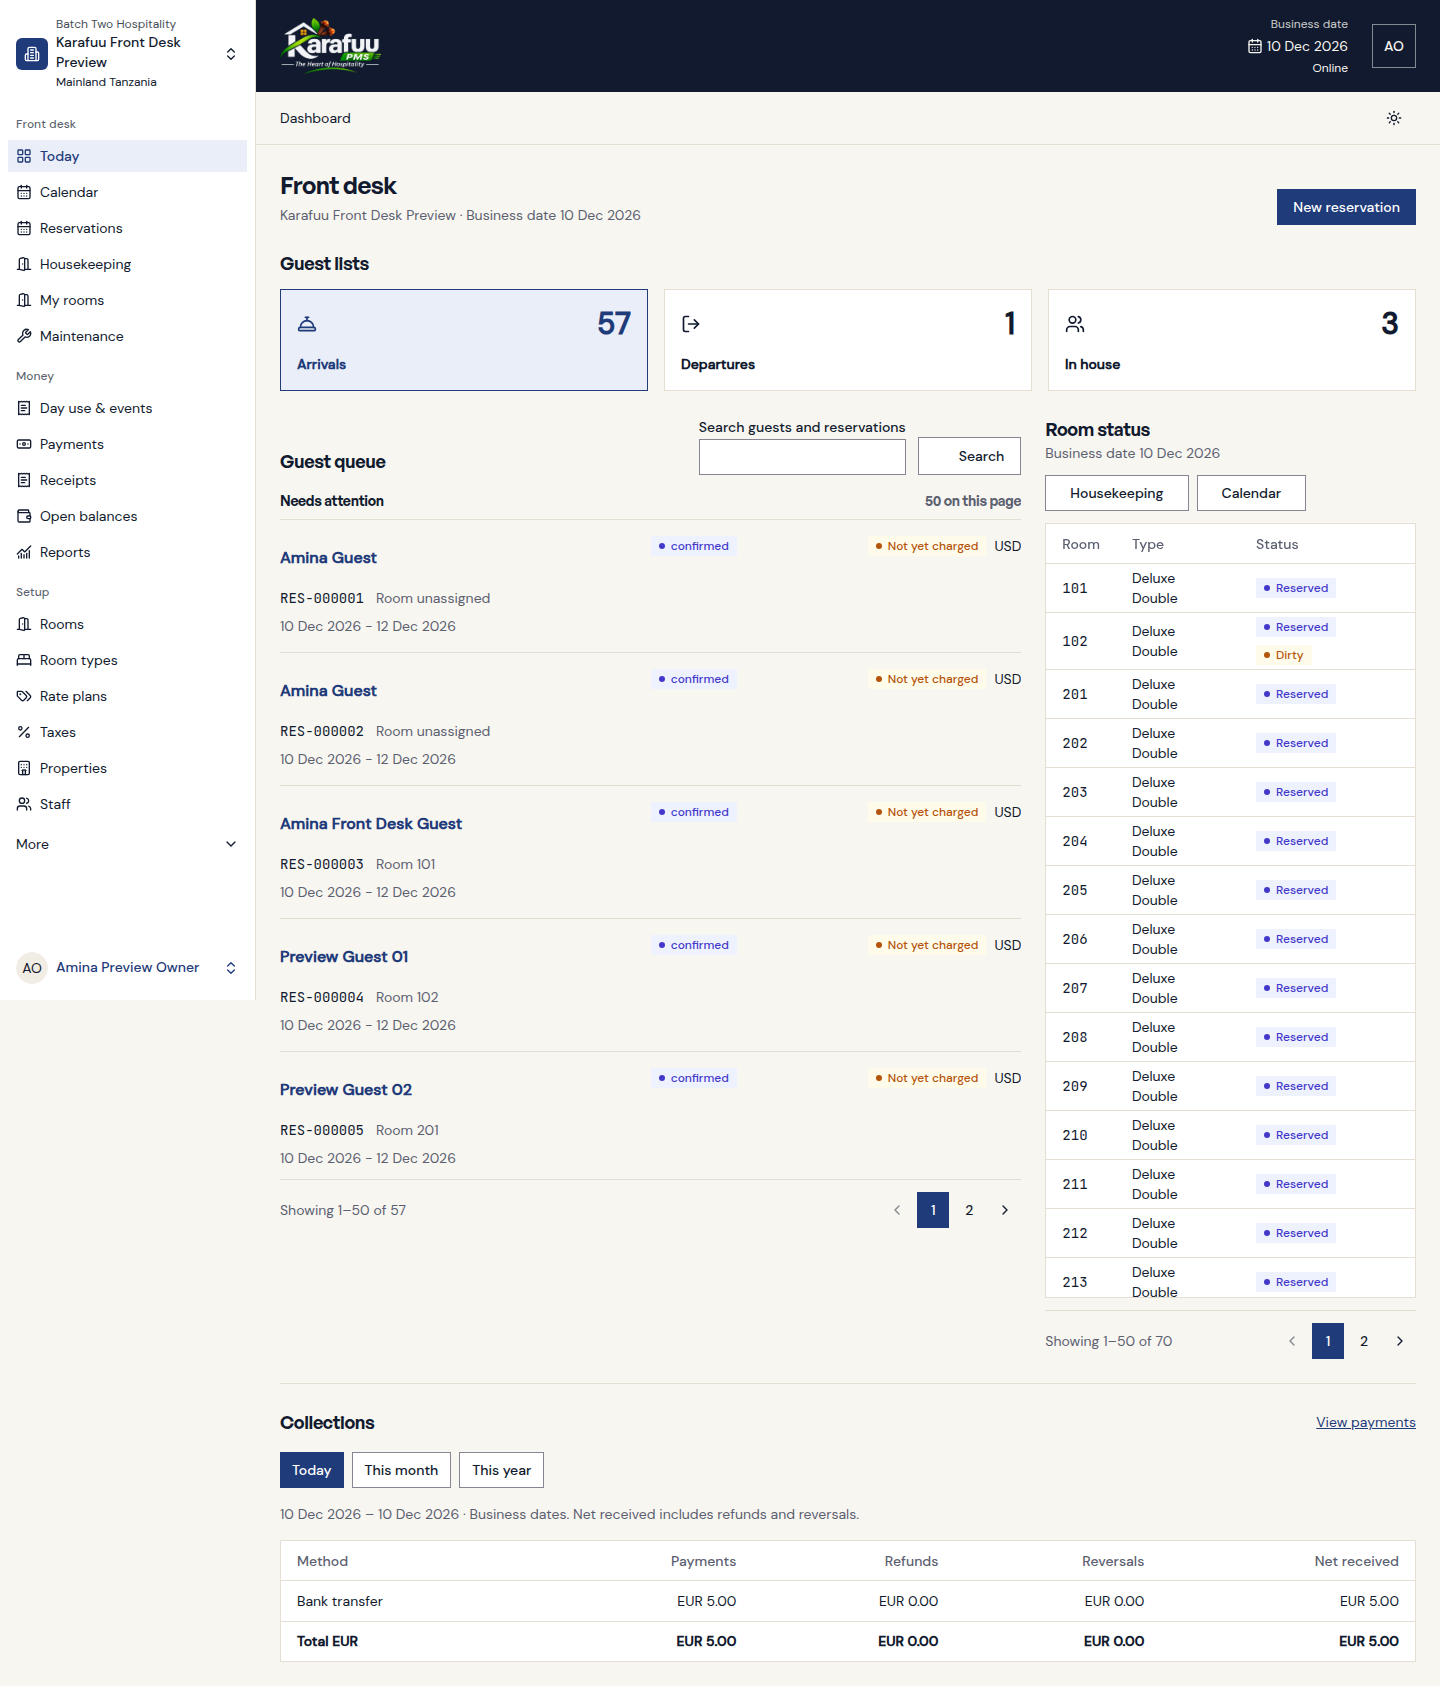 Batch Two Hospitality
Karafuu Front Desk
Preview
Mainland Tanzania
Front desk
Today
Calendar
Reservations
Housekeeping
My rooms
Maintenance
Money
Day use & events
Payments
Receipts
Open balances
Reports
Setup
Rooms
Room types
Rate plans
Taxes
Properties
Staff
More
AO Amina Preview Owner
Karafuu
PMS
The Heart of Hospitality
Business date
10 Dec 2026
Online
AO
Dashboard
Front desk
Karafuu Front Desk Preview · Business date 10 Dec 2026
New reservation
Guest lists
57
Arrivals
1
Departures
3
In house
Guest queue
Search guests and reservations
Search
Needs attention 50 on this page
Amina Guest confirmed Not yet charged USD
RES-000001 Room unassigned
10 Dec 2026 – 12 Dec 2026
Amina Guest confirmed Not yet charged USD
RES-000002 Room unassigned
10 Dec 2026 – 12 Dec 2026
Amina Front Desk Guest confirmed Not yet charged USD
RES-000003 Room 101
10 Dec 2026 – 12 Dec 2026
Preview Guest 01 confirmed Not yet charged USD
RES-000004 Room 102
10 Dec 2026 – 12 Dec 2026
Preview Guest 02 confirmed Not yet charged USD
RES-000005 Room 201
10 Dec 2026 – 12 Dec 2026
Showing 1–50 of 57 1 2
Room status
Business date 10 Dec 2026
Housekeeping Calendar
Room Type Status
101 Deluxe Double Reserved
102 Deluxe Double Reserved Dirty
201 Deluxe Double Reserved
202 Deluxe Double Reserved
203 Deluxe Double Reserved
204 Deluxe Double Reserved
205 Deluxe Double Reserved
206 Deluxe Double Reserved
207 Deluxe Double Reserved
208 Deluxe Double Reserved
209 Deluxe Double Reserved
210 Deluxe Double Reserved
211 Deluxe Double Reserved
212 Deluxe Double Reserved
213 Deluxe Double Reserved
Showing 1–50 of 70 1 2
Collections View payments
Today This month This year
10 Dec 2026 – 10 Dec 2026 · Business dates. Net received includes refunds and reversals.
Method Payments Refunds Reversals Net received
Bank transfer EUR 5.00 EUR 0.00 EUR 0.00 EUR 5.00
Total EUR EUR 5.00 EUR 0.00 EUR 0.00 EUR 5.00